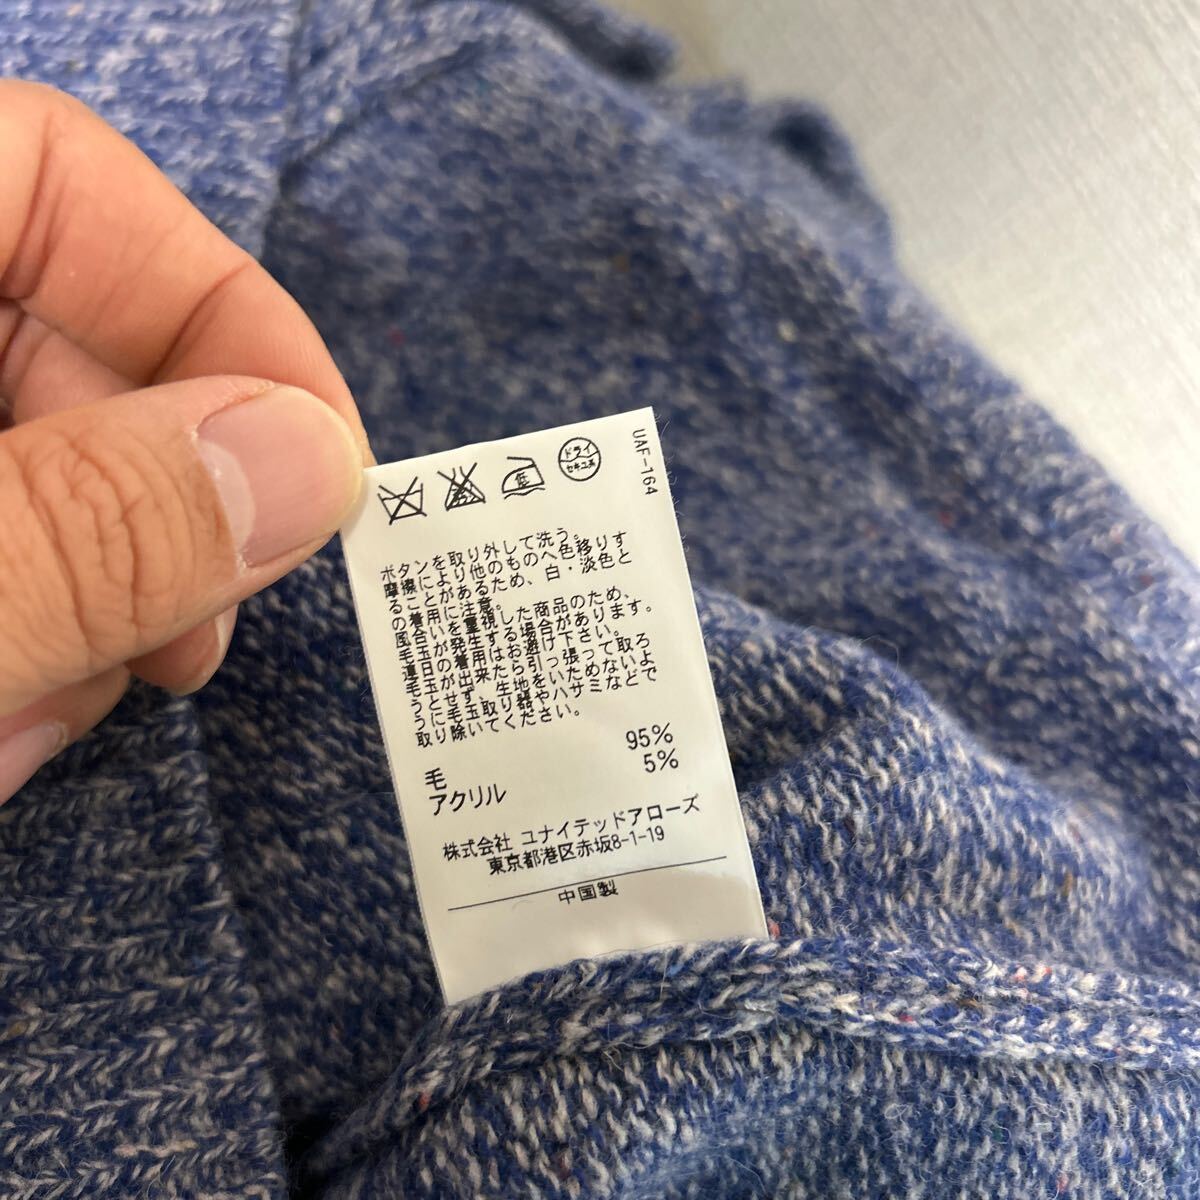 UAF-164
ドライ
セキユ系
低
ボタンを取り外して洗う。
摩擦により他のものへ色移りす
ることがあるため、白・淡色と
の着用に注意。
風合いを重視した商品のため、
毛玉が発生する場合があります。
連日の着用はお避け下さい。
毛玉が出来たら引っ張って取ろ
うとせず、生地をいためないよ
うに毛玉取り器やハサミなどで
取り除いてください。
毛 95%
アクリル 5%
株式会社 ユナイテッドアローズ
東京都港区赤坂8-1-19
中国製